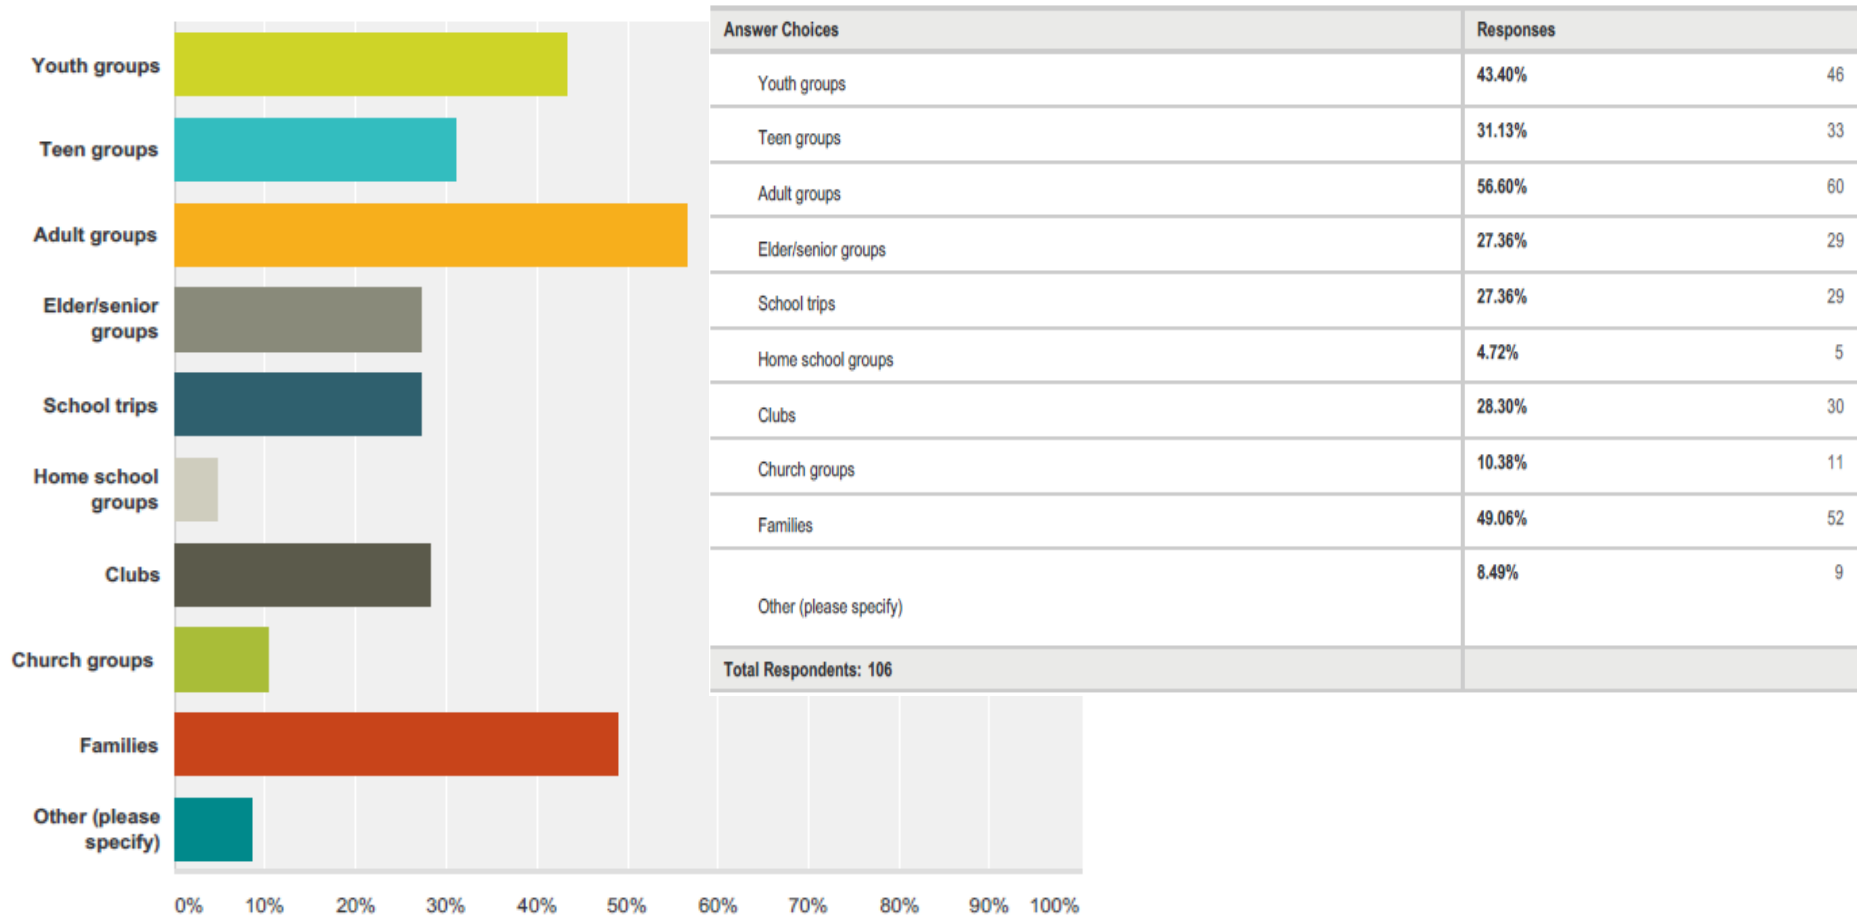 Youth groups
Teen groups
Adult groups
Elder/senior
groups
School trips
Home school
groups
Clubs
Church groups
Families
Other (please
specify)
0% 10% 20% 30% 40% 50% 60% 70% 80% 90% 100%
Answer Choices Responses
Youth groups 43.40% 46
Teen groups 31.13% 33
Adult groups 56.60% 60
Elder/senior groups 27.36% 29
School trips 27.36% 29
Home school groups 4.72% 5
Clubs 28.30% 30
Church groups 10.38% 11
Families 49.06% 52
Other (please specify) 8.49% 9
Total Respondents: 106